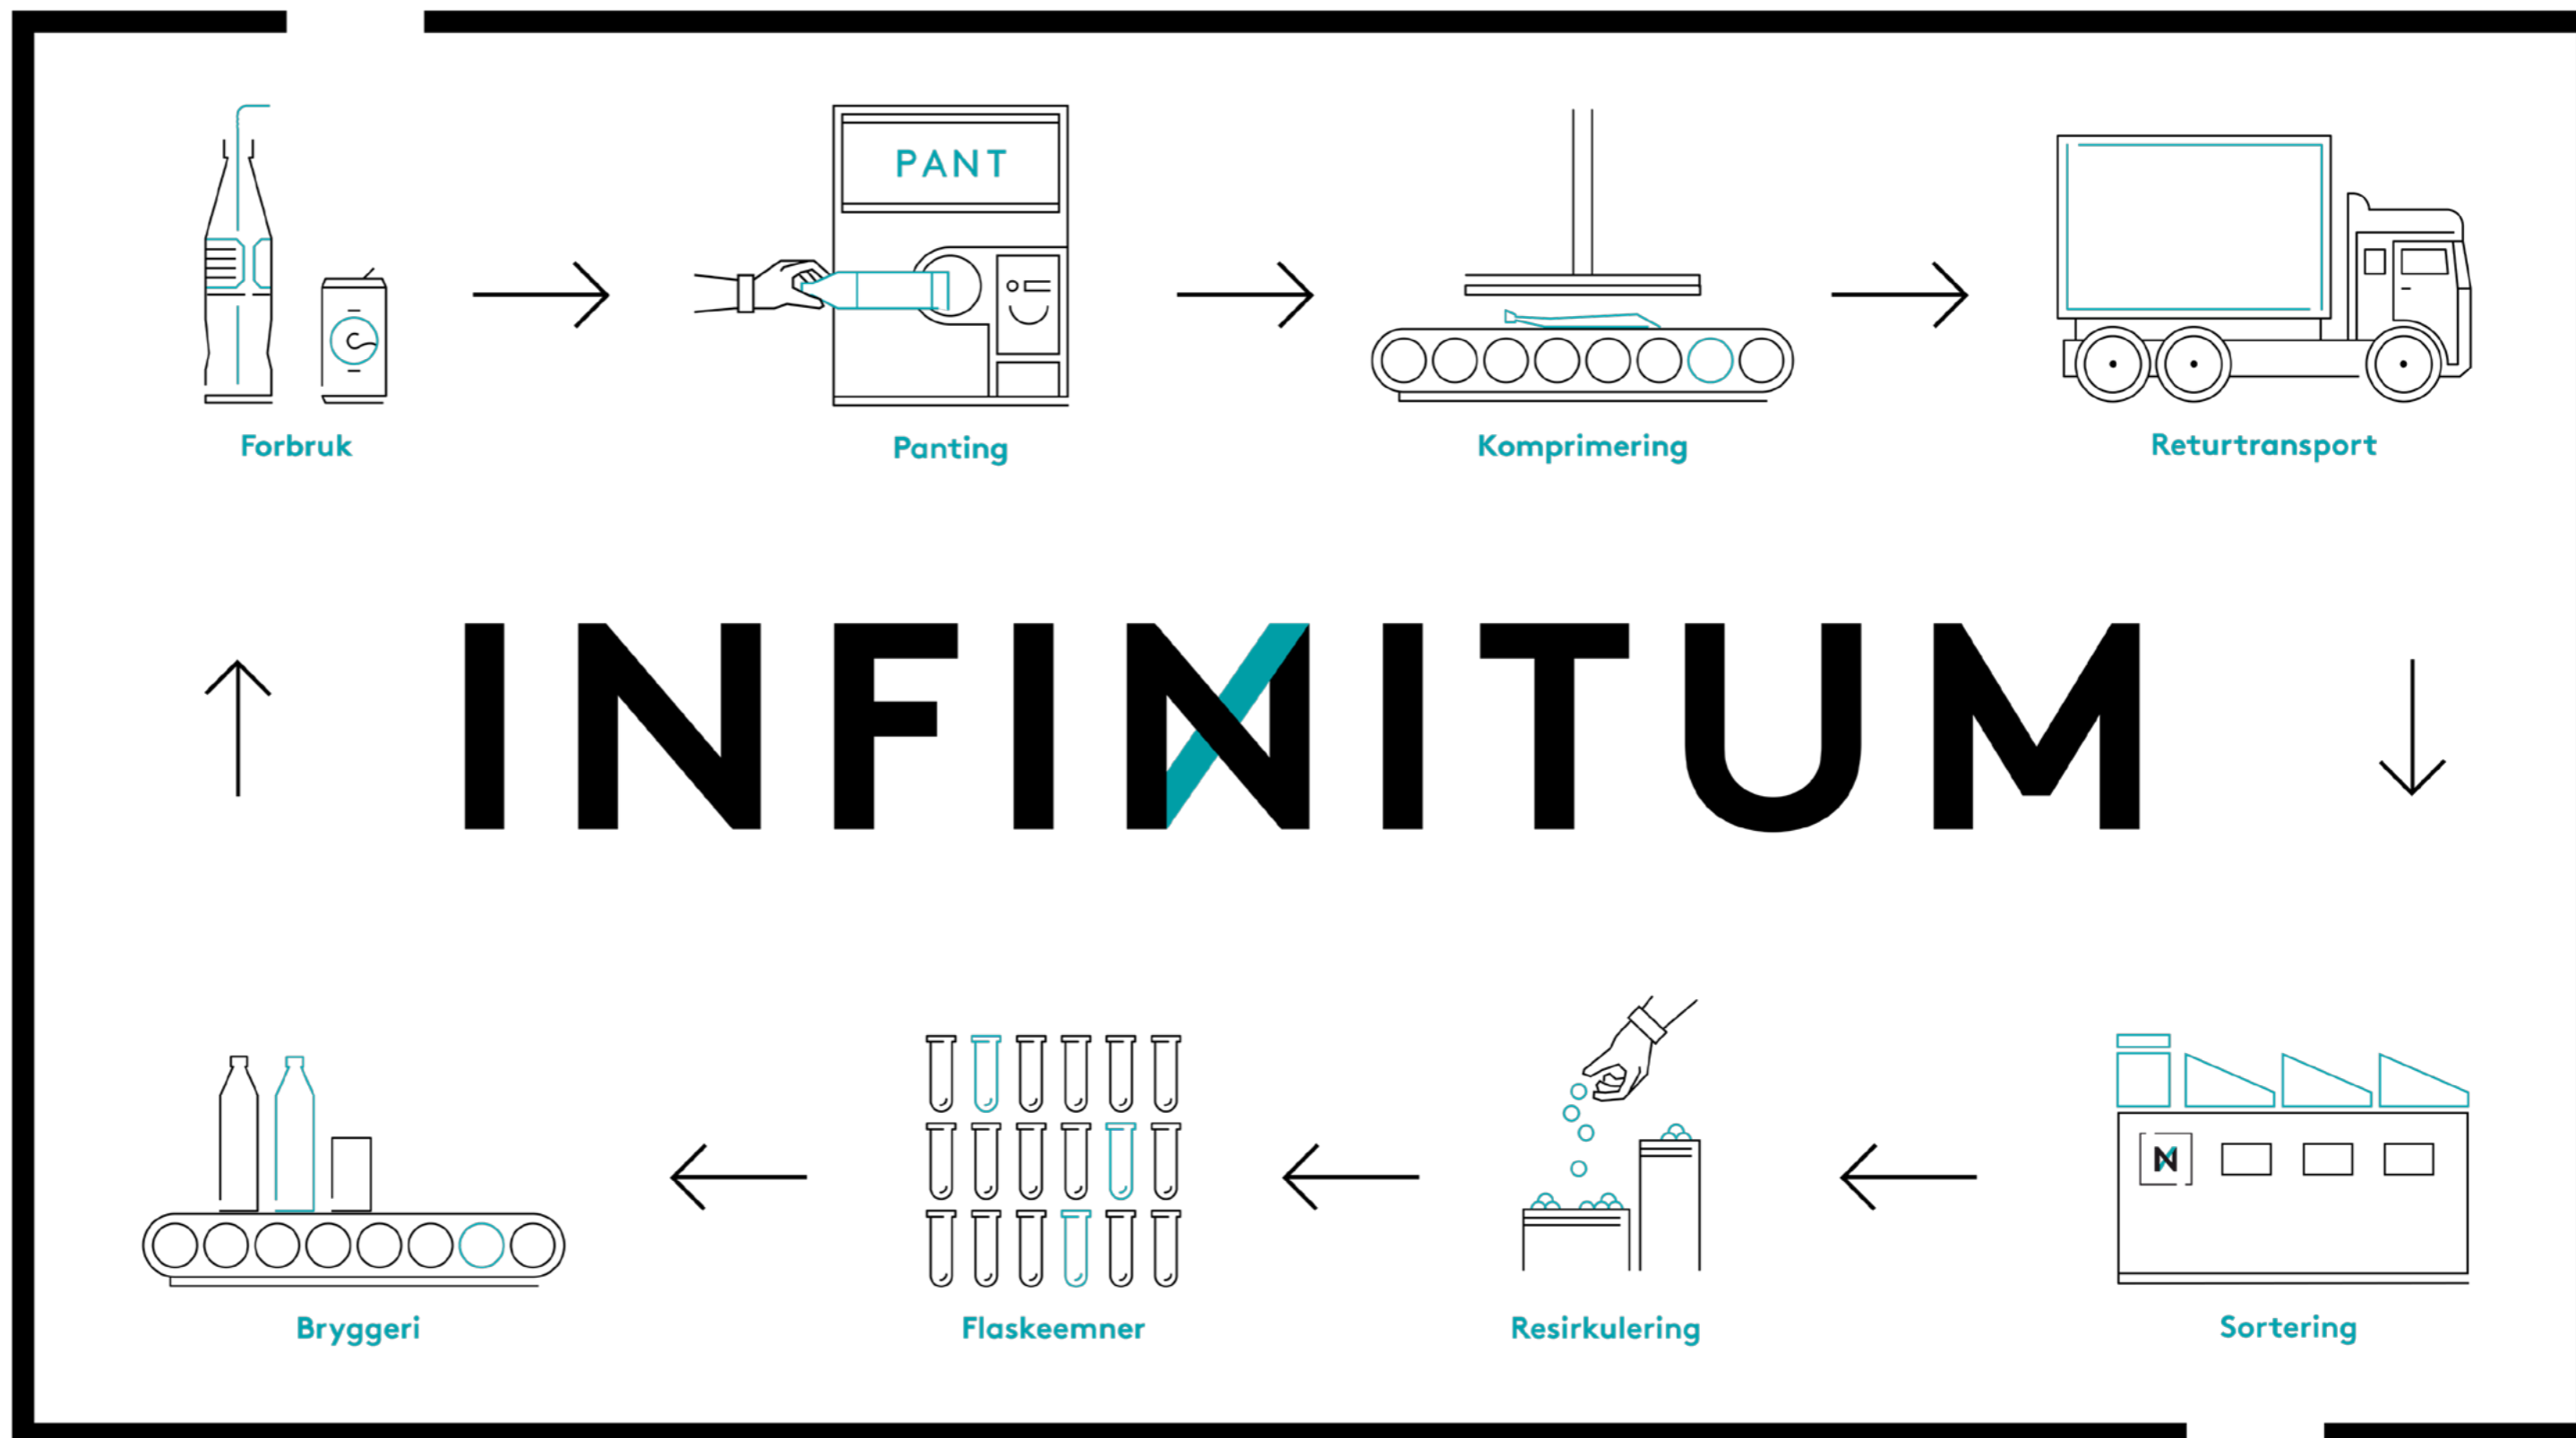 PANT
Forbruk
Panting
Komprimering
Returtransport
INFINITUM
Bryggeri
Flaskeemner
Resirkulering
N
Sortering